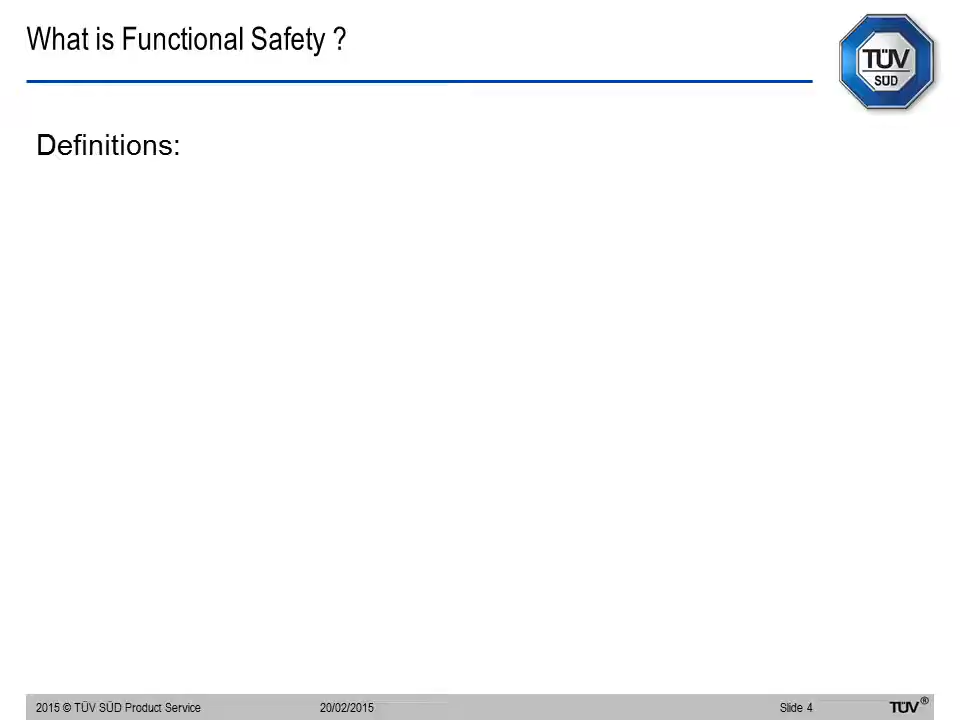 What is Functional Safety ?
TÜV
SÜD
Definitions:
2015 © TÜV SÜD Product Service 20/02/2015 Slide 4 TÜV®